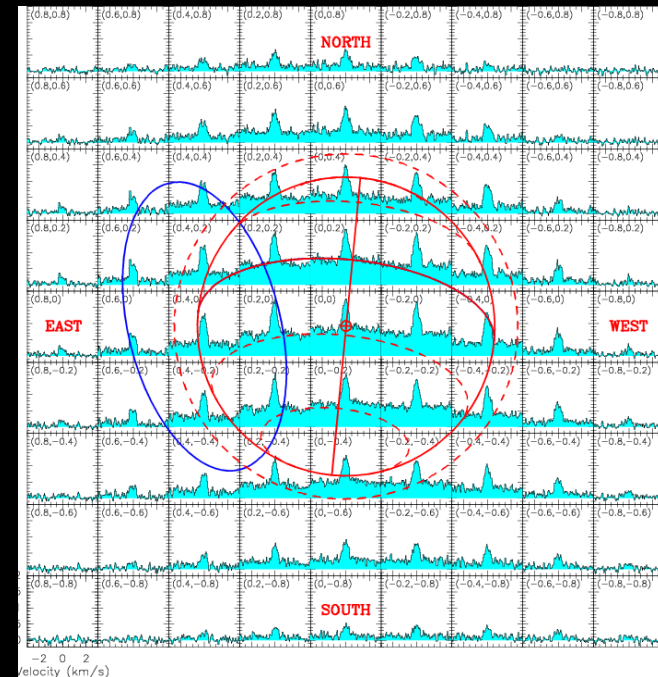 (0.8,0.8) (0.6,0.8) (0.4,0.8) (0.2,0.8) (0,0.8) (−0.2,0.8) (−0.4,0.8) (−0.6,0.8) (−0.8,0.8)
NORTH
(0.8,0.6) (0.6,0.6) (0.4,0.6) (0.2,0.6) (0,0.6) (−0.2,0.6) (−0.4,0.6) (−0.6,0.6) (−0.8,0.6)
(0.8,0.4) (0.6,0.4) (0.4,0.4) (0.2,0.4) (0,0.4) (−0.2,0.4) (−0.4,0.4) (−0.6,0.4) (−0.8,0.4)
(0.8,0.2) (0.6,0.2) (0.4,0.2) (0.2,0.2) (0,0.2) (−0.2,0.2) (−0.4,0.2) (−0.6,0.2) (−0.8,0.2)
(0.8,0) (0.6,0) (0.4,0) (0.2,0) (0,0) (−0.2,0) (−0.4,0) (−0.6,0) (−0.8,0)
EAST WEST
(0.8,−0.2) (0.6,−0.2) (0.4,−0.2) (0.2,−0.2) (0,−0.2) (−0.2,−0.2) (−0.4,−0.2) (−0.6,−0.2) (−0.8,−0.2)
(0.8,−0.4) (0.6,−0.4) (0.4,−0.4) (0.2,−0.4) (0,−0.4) (−0.2,−0.4) (−0.4,−0.4) (−0.6,−0.4) (−0.8,−0.4)
(0.8,−0.6) (0.6,−0.6) (0.4,−0.6) (0.2,−0.6) (0,−0.6) (−0.2,−0.6) (−0.4,−0.6) (−0.6,−0.6) (−0.8,−0.6)
(0.8,−0.8) (0.6,−0.8) (0.4,−0.8) (0.2,−0.8) (0,−0.8) (−0.2,−0.8) (−0.4,−0.8) (−0.6,−0.8) (−0.8,−0.8)
SOUTH
−2 0 2
Velocity (km/s)